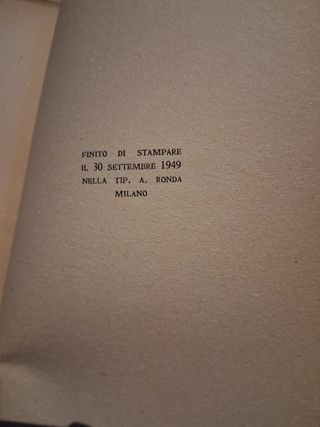 FINITO DI STAMPARE
IL 30 SETTEMBRE 1949
NELLA TIP. A. RONDA
MILANO